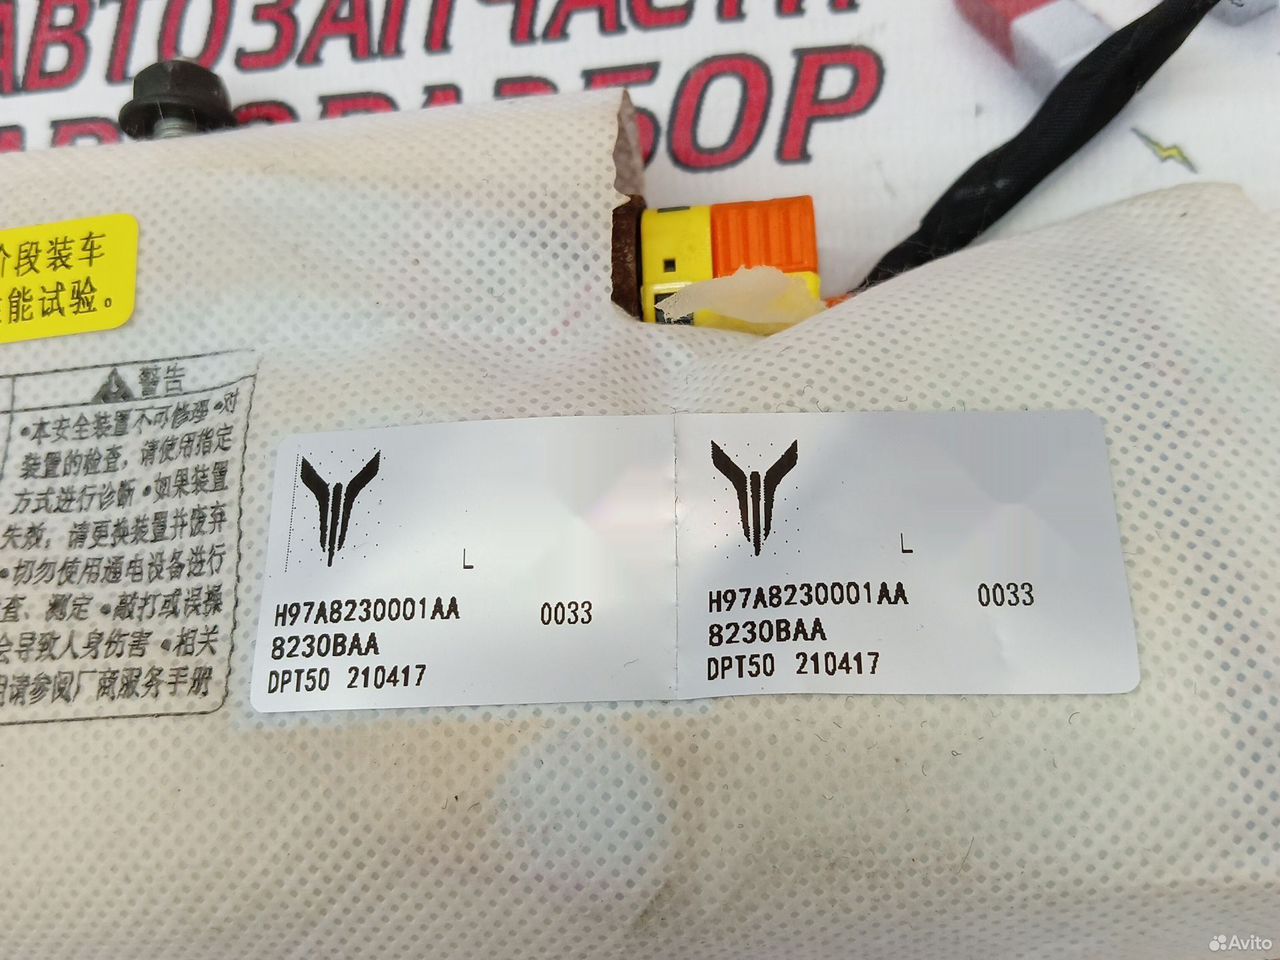 АВТОЗАПЧАСТИ
АВТОРАЗБОР
阶段装车
性能试验。
警告
•本安全装置不可修理•对
装置的检查，请使用指定
方式进行诊断•如果装置
失效，请更换装置并废弃
•切勿使用通电设备进行
查、测定•敲打或误操
会导致人身伤害•相关
请参阅厂商服务手册
L
H97A8230001AA 0033
8230BAA
DPT50 210417
L
H97A8230001AA 0033
8230BAA
DPT50 210417
Avito